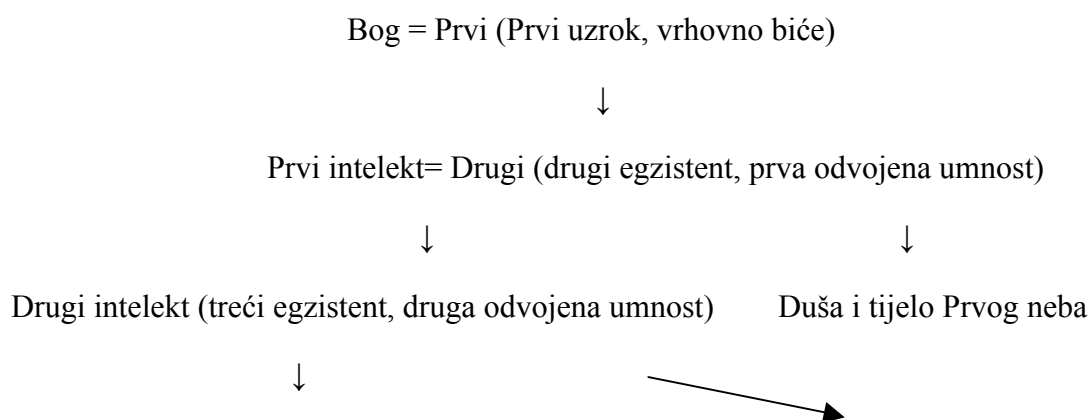 Bog = Prvi (Prvi uzrok, vrhovno biće)
↓
Prvi intelekt= Drugi (drugi egzistent, prva odvojena umnost)
↓ ↓
Drugi intelekt (treći egzistent, druga odvojena umnost) Duša i tijelo Prvog neba
↓